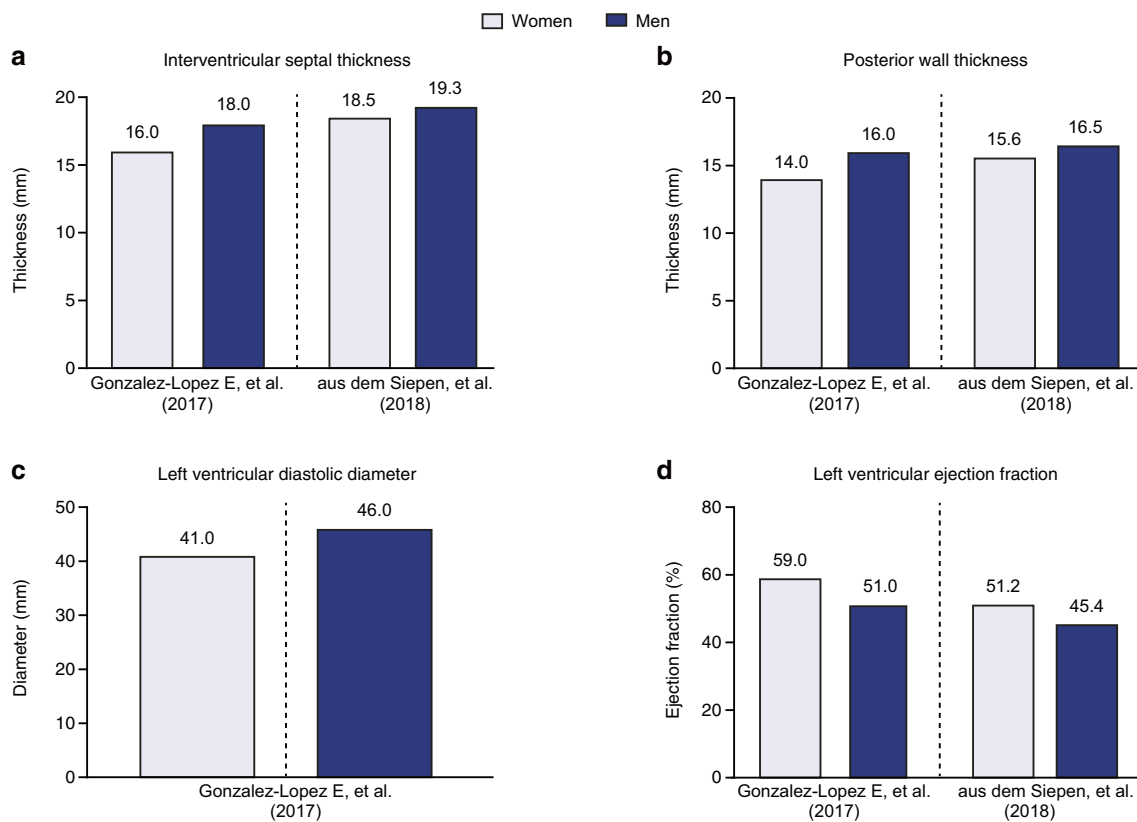 Women Men
a Interventricular septal thickness
Thickness (mm)
20
15
10
5
0
16.0
18.0
18.5
19.3
Gonzalez-Lopez E, et al.
(2017)
aus dem Siepen, et al.
(2018)
b Posterior wall thickness
Thickness (mm)
20
15
10
5
0
14.0
16.0
15.6
16.5
Gonzalez-Lopez E, et al.
(2017)
aus dem Siepen, et al.
(2018)
c Left ventricular diastolic diameter
Diameter (mm)
50
40
30
20
10
0
41.0
46.0
Gonzalez-Lopez E, et al.
(2017)
d Left ventricular ejection fraction
Ejection fraction (%)
80
60
40
20
0
59.0
51.0
51.2
45.4
Gonzalez-Lopez E, et al.
(2017)
aus dem Siepen, et al.
(2018)